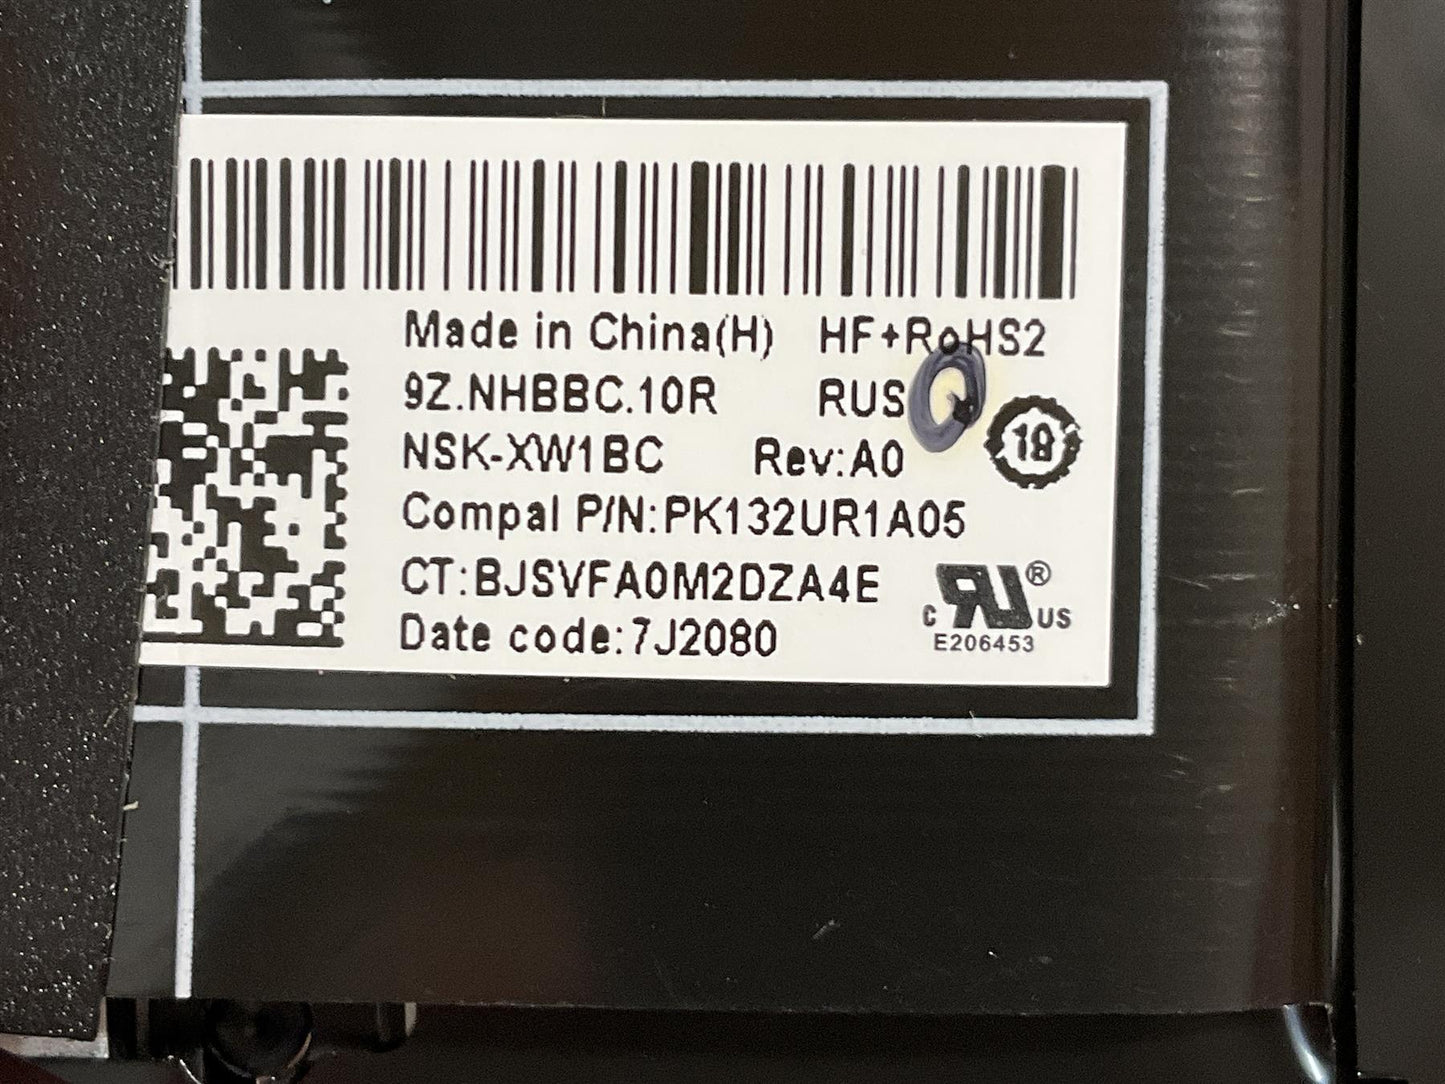 Made in China(H) HF+RoHS2
9Z.NHBBC.10R RUS
NSK-XW1BC Rev:A0 18
Compal P/N:PK132UR1A05
CT:BJSVFA0M2DZA4E
Date code:7J2080
c RU ® US
E206453